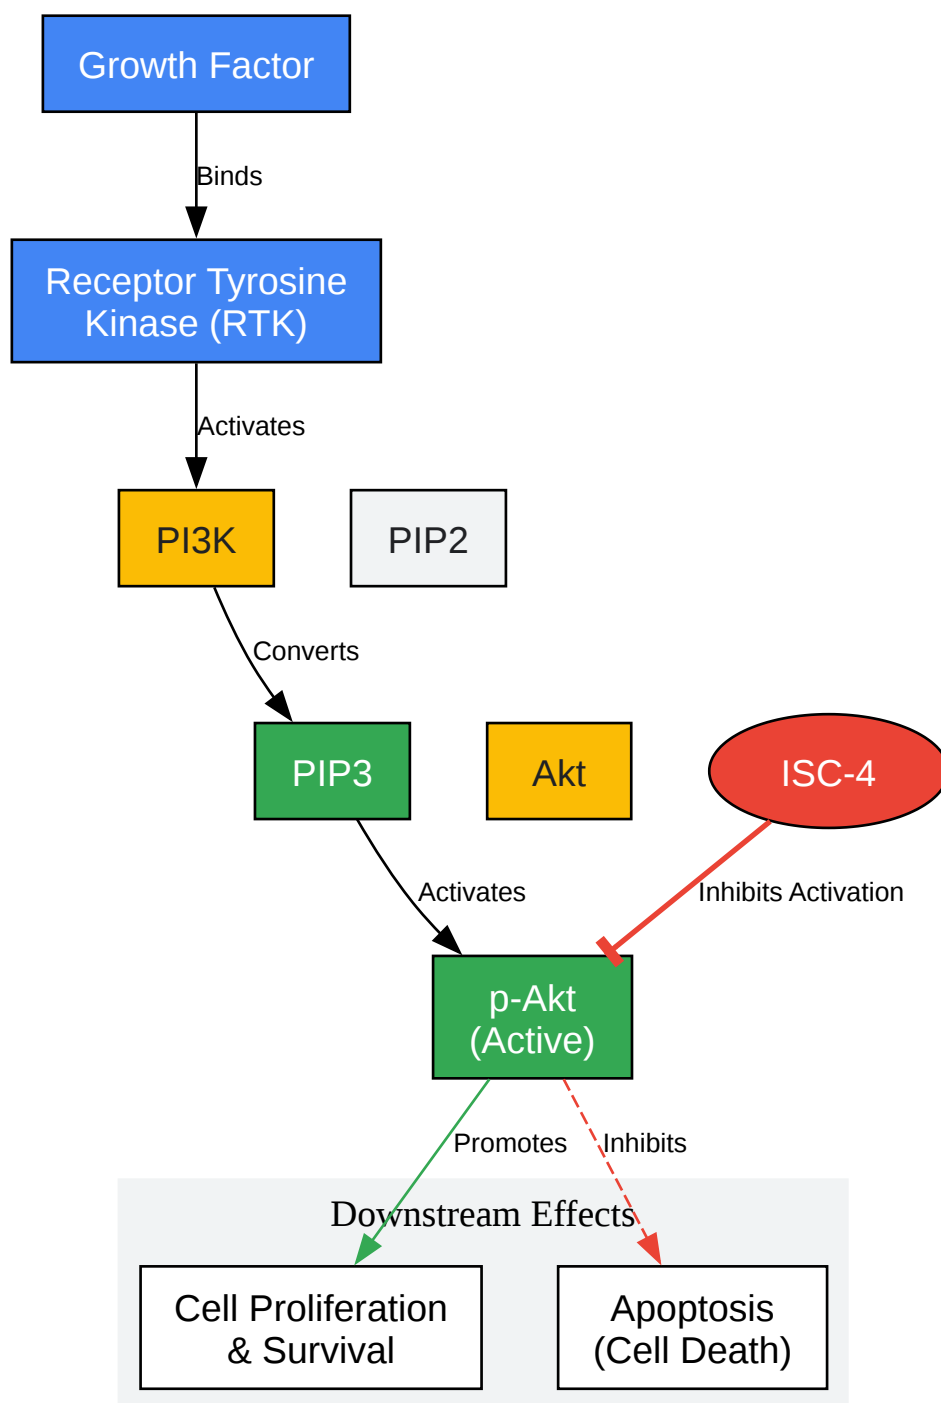 Growth Factor
Binds
Receptor Tyrosine
Kinase (RTK)
Activates
PI3K
PIP2
Converts
PIP3
Akt
ISC-4
Activates
Inhibits Activation
p-Akt
(Active)
Promotes
Inhibits
Downstream Effects
Cell Proliferation
& Survival
Apoptosis
(Cell Death)